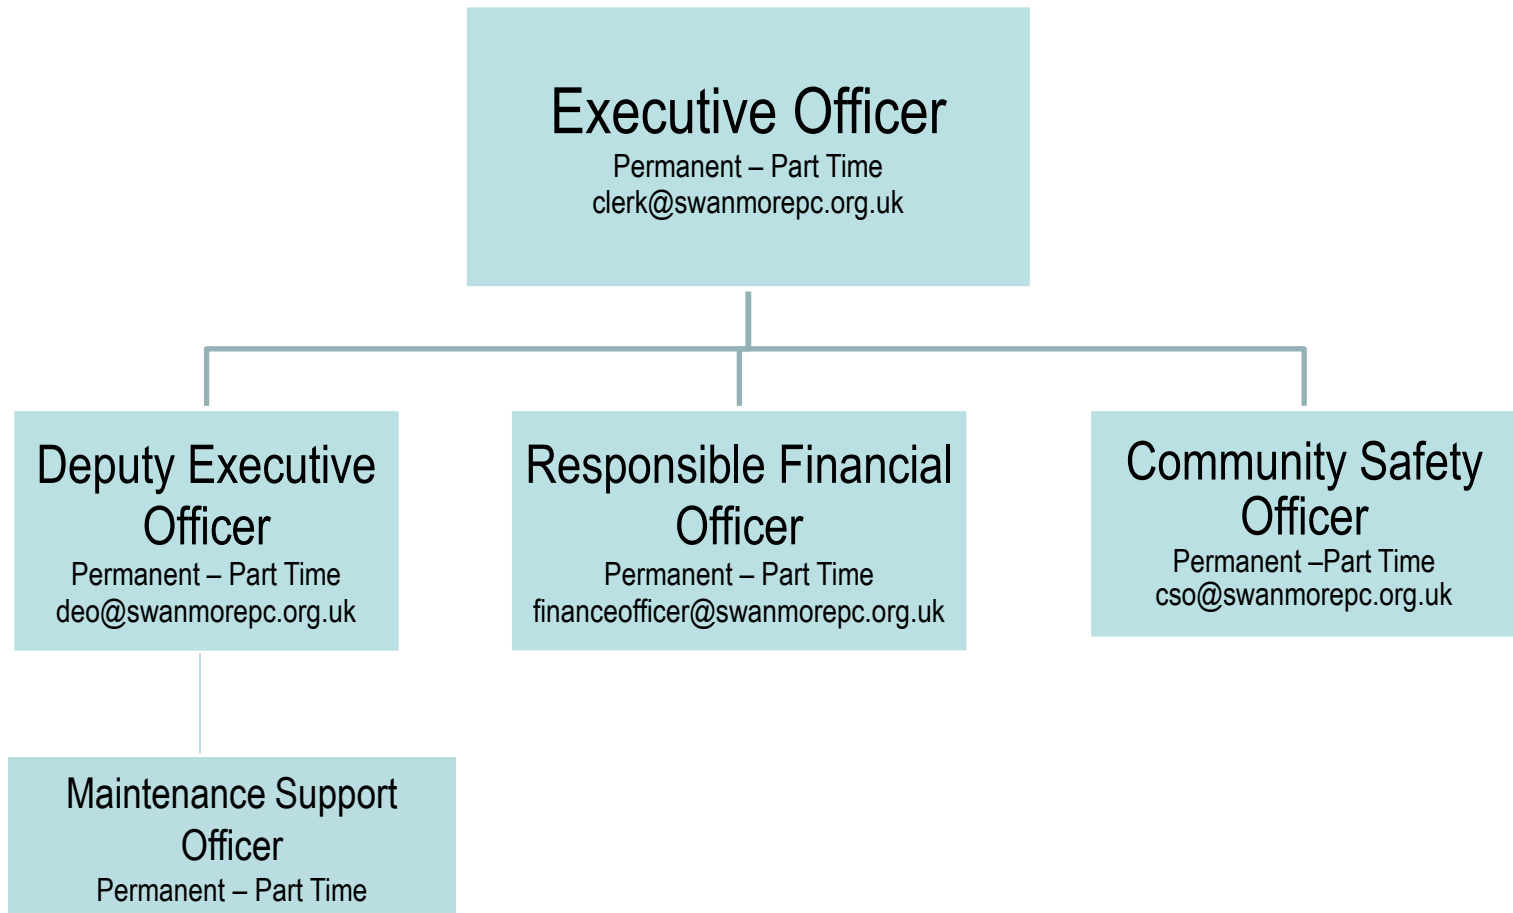 Executive Officer
Permanent – Part Time
clerk@swanmorepc.org.uk
Deputy Executive
Officer
Permanent – Part Time
deo@swanmorepc.org.uk
Responsible Financial
Officer
Permanent – Part Time
financeofficer@swanmorepc.org.uk
Community Safety
Officer
Permanent –Part Time
cso@swanmorepc.org.uk
Maintenance Support
Officer
Permanent – Part Time